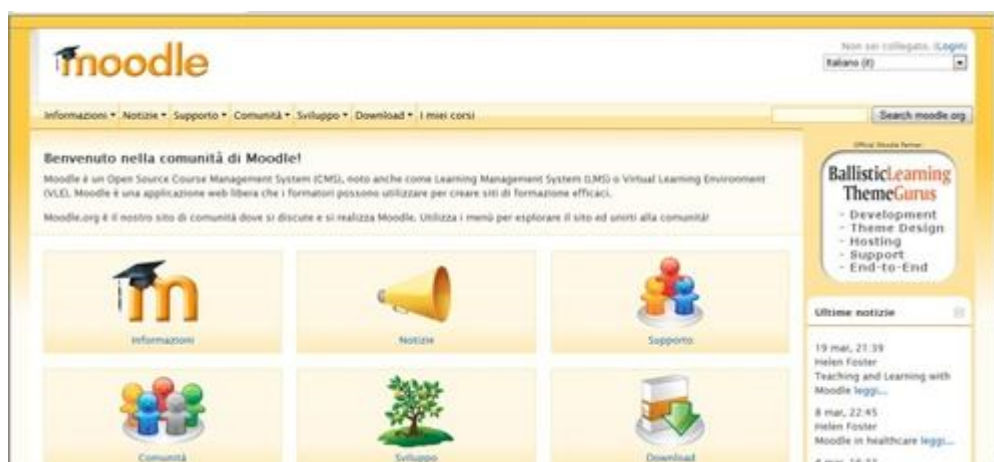 moodle
Non sei collegato. (Login)
Italiano (it)
Informazioni Notizie Supporto Comunità Sviluppo Download I miei corsi
Search moodle.org
Benvenuto nella comunità di Moodle!
Moodle è un Open Source Course Management System (CMS), noto anche come Learning Management System (LMS) o Virtual Learning Environment
(VLE). Moodle è una applicazione web libera che i formatori possono utilizzare per creare siti di formazione efficaci.
Moodle.org è il nostro sito di comunità dove si discute e si realizza Moodle. Utilizza i menù per esplorare il sito ed unirti alla comunità!
Informazioni
Notizie
Supporto
Comunità
Sviluppo
Download
Official Moodle Partner
BallisticLearning
ThemeGurus
- Development
- Theme Design
- Hosting
- Support
- End-to-End
Ultime notizie
19 mar, 21:39
Helen Foster
Teaching and Learning with
Moodle leggi...
8 mar, 22:45
Helen Foster
Moodle in healthcare leggi...